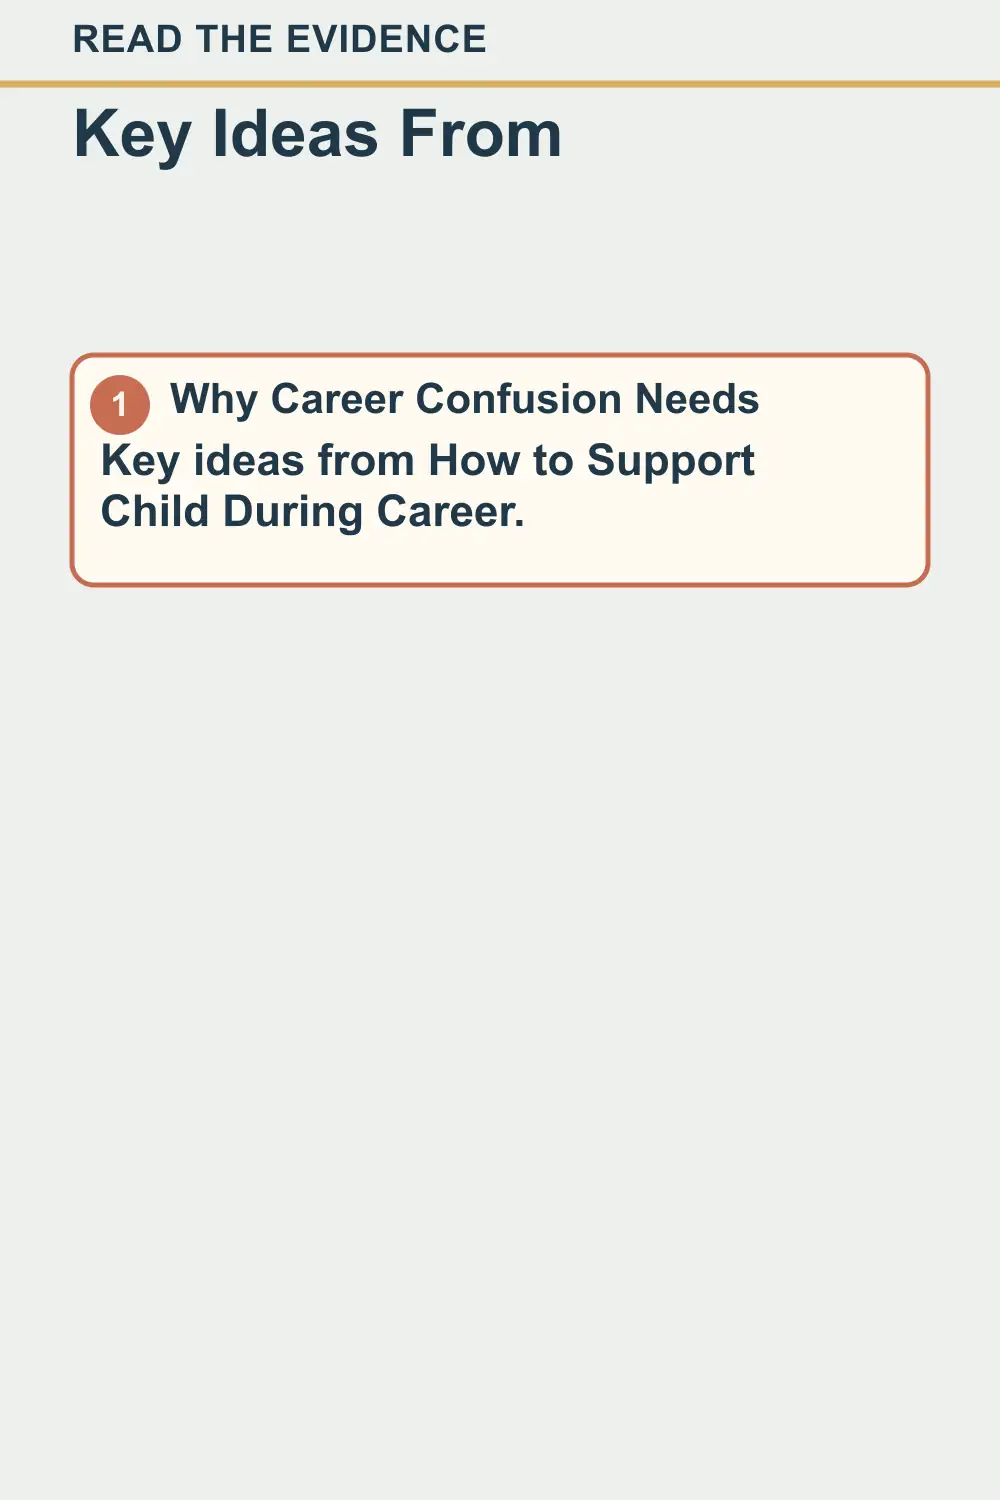 READ THE EVIDENCE
Key Ideas From
1 Why Career Confusion Needs
Key ideas from How to Support
Child During Career.